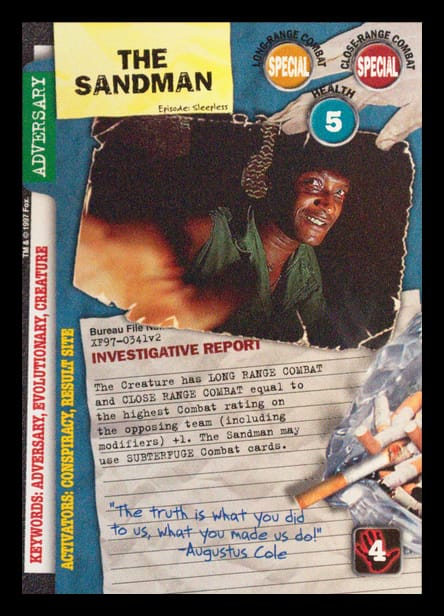 THE
SANDMAN
Episode: Sleepless
LONG-RANGE COMBAT
SPECIAL
CLOSE-RANGE COMBAT
SPECIAL
HEALTH
5
ADVERSARY
TM & © 1997 Fox.
KEYWORDS: ADVERSARY, EVOLUTIONARY, CREATURE
ACTIVATORS: CONSPIRACY, RESULT SITE
Bureau File
XF97-0341v2
INVESTIGATIVE REPORT
The Creature has LONG RANGE COMBAT
and CLOSE RANGE COMBAT equal to
the highest Combat rating on
the opposing team (including
modifiers) +1. The Sandman may
use SUBTERFUGE Combat cards.
"The truth is what you did
to us, what you made us do!"
-Augustus Cole
4